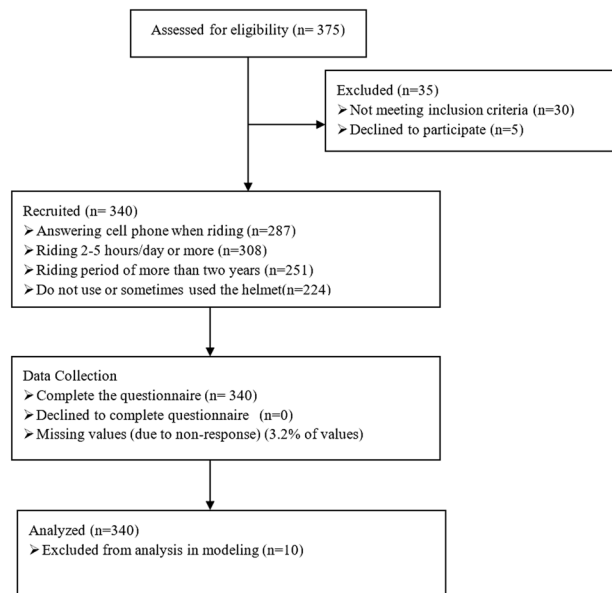 Assessed for eligibility (n= 375)
Excluded (n=35)
➢Not meeting inclusion criteria (n=30)
➢Declined to participate (n=5)
Recruited (n= 340)
➢Answering cell phone when riding (n=287)
➢Riding 2-5 hours/day or more (n=308)
➢Riding period of more than two years (n=251)
➢Do not use or sometimes used the helmet(n=224)
Data Collection
➢Complete the questionnaire (n= 340)
➢Declined to complete questionnaire (n=0)
➢Missing values (due to non-response) (3.2% of values)
Analyzed (n=340)
➢Excluded from analysis in modeling (n=10)